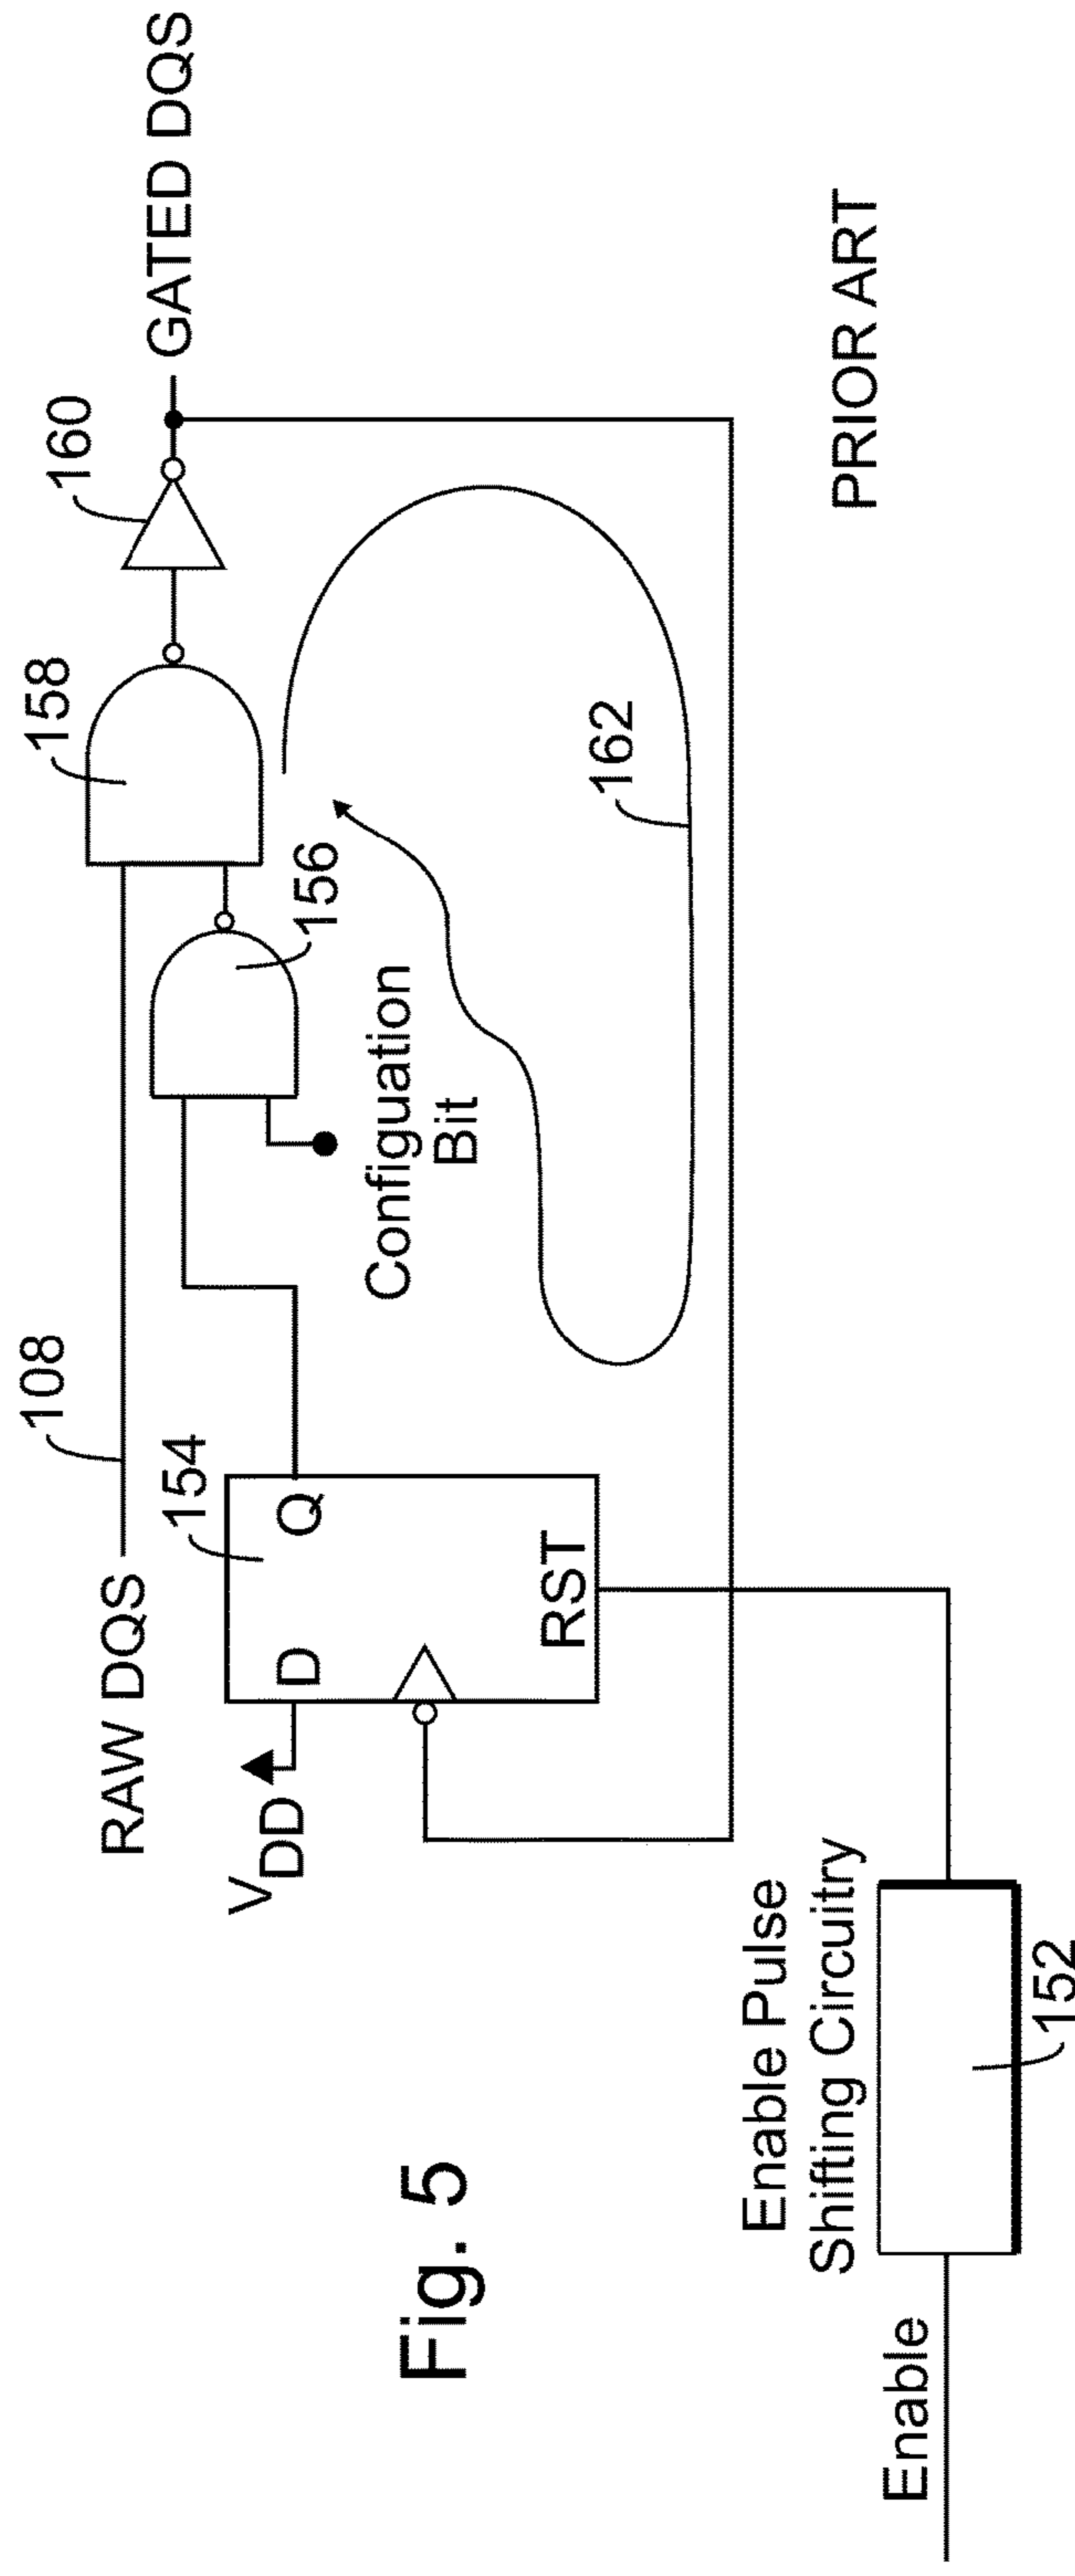 RAW DQS
108
158
160
GATED DQS
154
156
V
DD
D
Q
RST
Configuation
Bit
162
Fig. 5
Enable Pulse
Shifting Circuitry
Enable
152
PRIOR ART